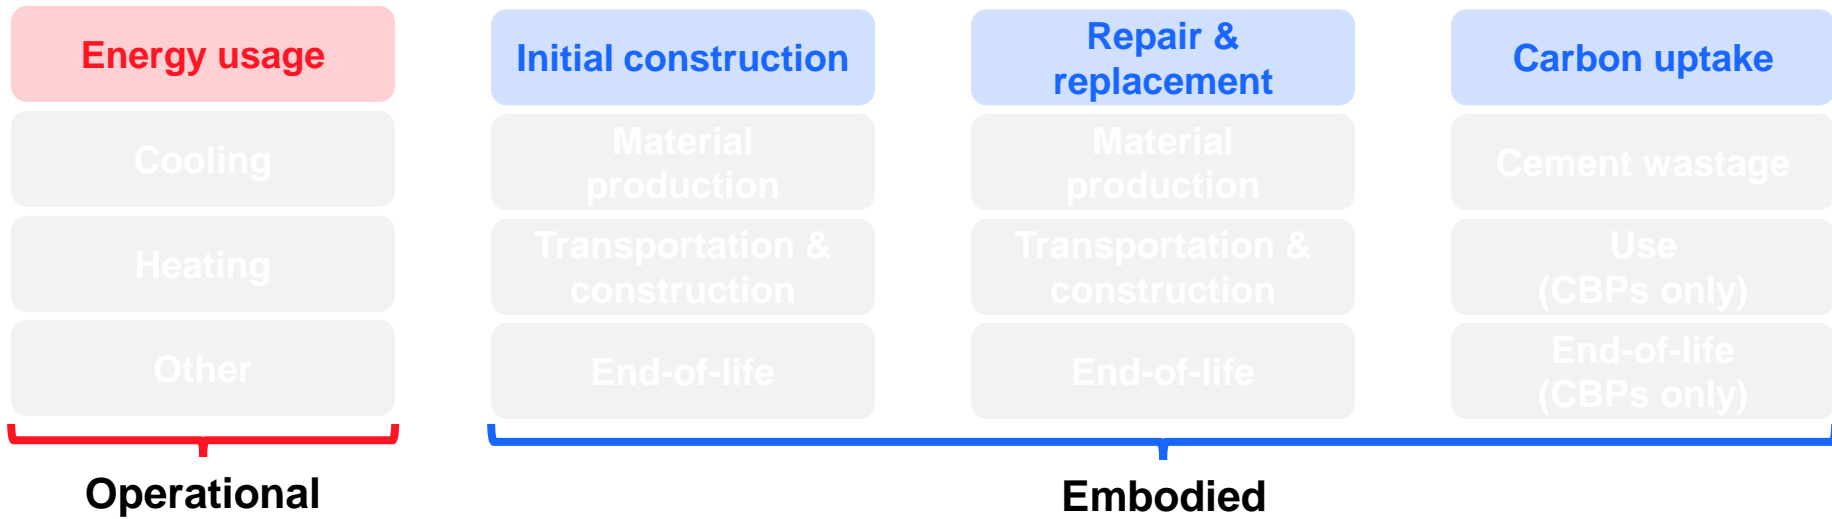 Energy usage
Cooling
Heating
Other
Operational
Initial construction
Material
production
Transportation &
construction
End-of-life
Repair &
replacement
Material
production
Transportation &
construction
End-of-life
Carbon uptake
Cement wastage
Use
(CBPs only)
End-of-life
(CBPs only)
Embodied